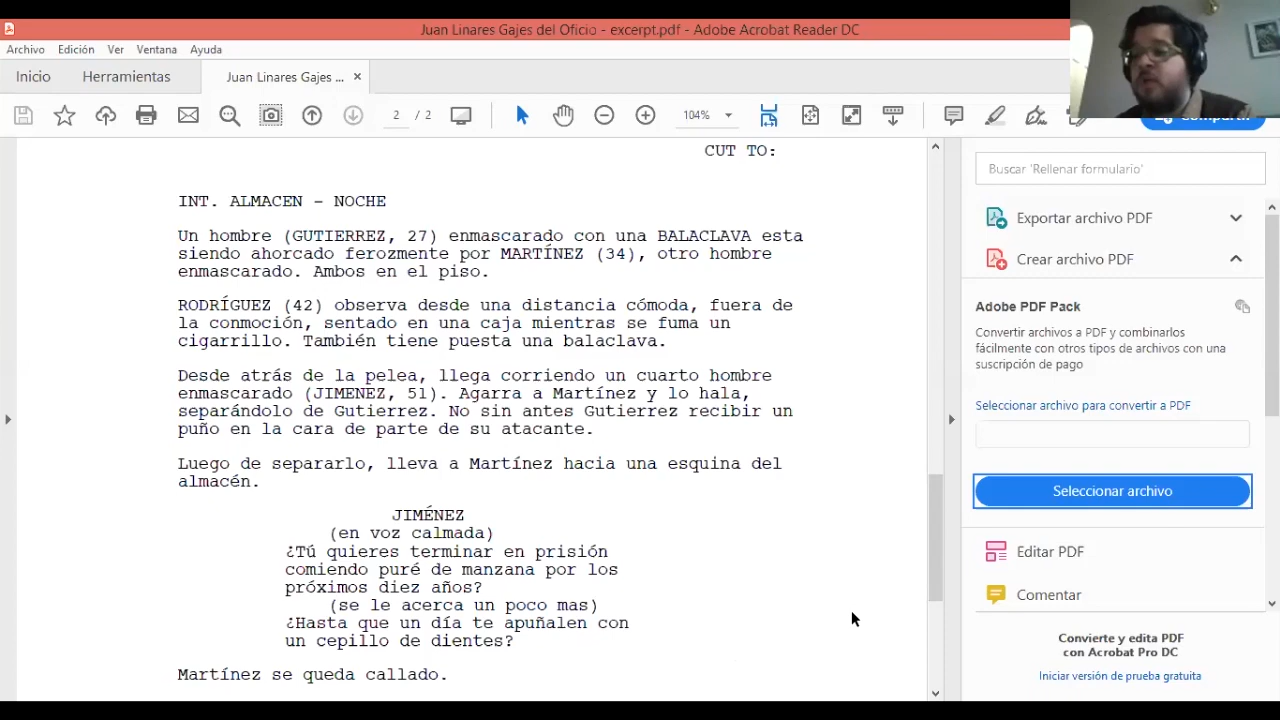 Juan Linares Gajes del Oficio - excerpt.pdf - Adobe Acrobat Reader DC
Archivo Edición Ver Ventana Ayuda
Inicio Herramientas Juan Linares Gajes ... ×
2 / 2 104%
CUT TO:
INT. ALMACEN - NOCHE
Un hombre (GUTIERREZ, 27) enmascarado con una BALACLAVA esta
siendo ahorcado ferozmente por MARTÍNEZ (34), otro hombre
enmascarado. Ambos en el piso.
RODRÍGUEZ (42) observa desde una distancia cómoda, fuera de
la conmoción, sentado en una caja mientras se fuma un
cigarrillo. También tiene puesta una balaclava.
Desde atrás de la pelea, llega corriendo un cuarto hombre
enmascarado (JIMENEZ, 51). Agarra a Martínez y lo hala,
separándolo de Gutierrez. No sin antes Gutierrez recibir un
puño en la cara de parte de su atacante.
Luego de separarlo, lleva a Martínez hacia una esquina del
almacén.
JIMÉNEZ
(en voz calmada)
¿Tú quieres terminar en prisión
comiendo puré de manzana por los
próximos diez años?
(se le acerca un poco mas)
¿Hasta que un día te apuñalen con
un cepillo de dientes?
Martínez se queda callado.
Buscar 'Rellenar formulario'
Exportar archivo PDF
Crear archivo PDF
Adobe PDF Pack
Convertir archivos a PDF y combinarlos
fácilmente con otros tipos de archivos con una
suscripción de pago
Seleccionar archivo para convertir a PDF
Seleccionar archivo
Editar PDF
Comentar
Convierte y edita PDF
con Acrobat Pro DC
Iniciar versión de prueba gratuita